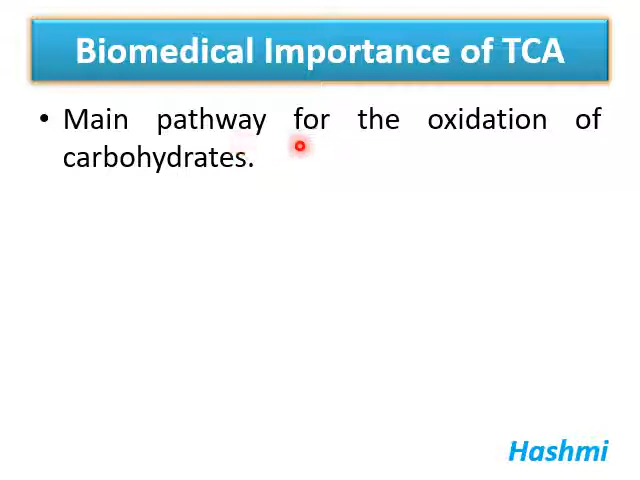 Biomedical Importance of TCA
• Main pathway for the oxidation of
carbohydrates.
Hashmi